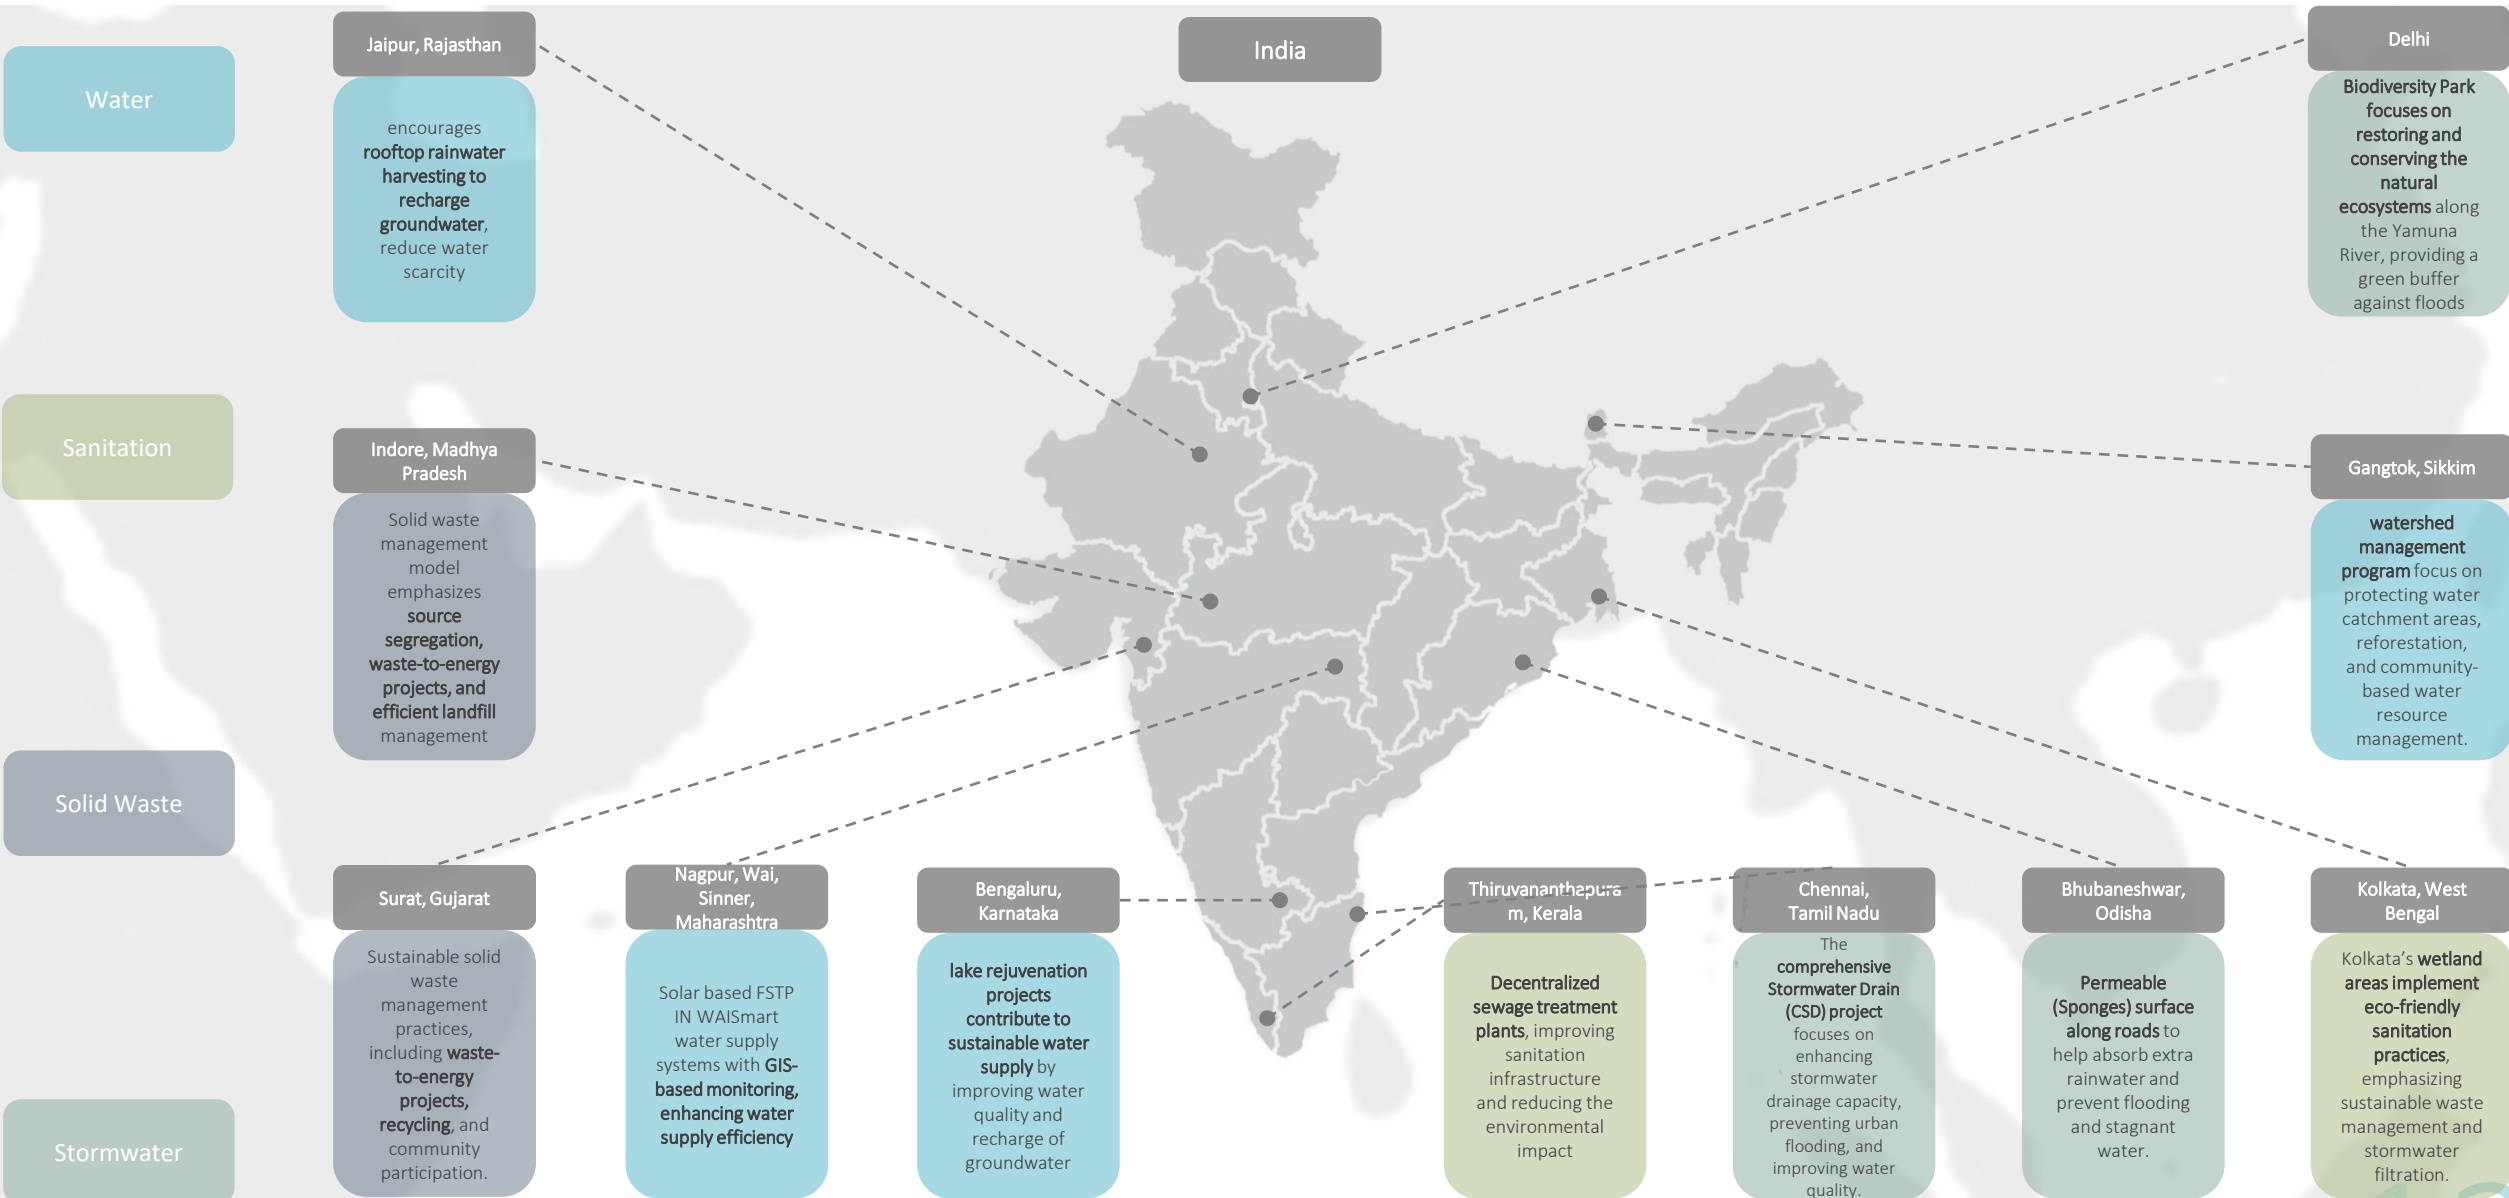 India
Water
Sanitation
Solid Waste
Stormwater
Jaipur, Rajasthan
encourages
rooftop rainwater
harvesting to
recharge
groundwater,
reduce water
scarcity
Delhi
Biodiversity Park
focuses on
restoring and
conserving the
natural
ecosystems along
the Yamuna
River, providing a
green buffer
against floods
Indore, Madhya
Pradesh
Solid waste
management
model
emphasizes
source
segregation,
waste-to-energy
projects, and
efficient landfill
management
Gangtok, Sikkim
watershed
management
program focus on
protecting water
catchment areas,
reforestation,
and community-
based water
resource
management.
Surat, Gujarat
Sustainable solid
waste
management
practices,
including waste-
to-energy
projects,
recycling, and
community
participation.
Nagpur, Wai,
Sinner,
Maharashtra
Solar based FSTP
IN WAISmart
water supply
systems with GIS-
based monitoring,
enhancing water
supply efficiency
Bengaluru,
Karnataka
lake rejuvenation
projects
contribute to
sustainable water
supply by
improving water
quality and
recharge of
groundwater
Thiruvananthapura
m, Kerala
Decentralized
sewage treatment
plants, improving
sanitation
infrastructure
and reducing the
environmental
impact
Chennai,
Tamil Nadu
The
comprehensive
Stormwater Drain
(CSD) project
focuses on
enhancing
stormwater
drainage capacity,
preventing urban
flooding, and
improving water
quality.
Bhubaneshwar,
Odisha
Permeable
(Sponges) surface
along roads to
help absorb extra
rainwater and
prevent flooding
and stagnant
water.
Kolkata, West
Bengal
Kolkata's wetland
areas implement
eco-friendly
sanitation
practices,
emphasizing
sustainable waste
management and
stormwater
filtration.